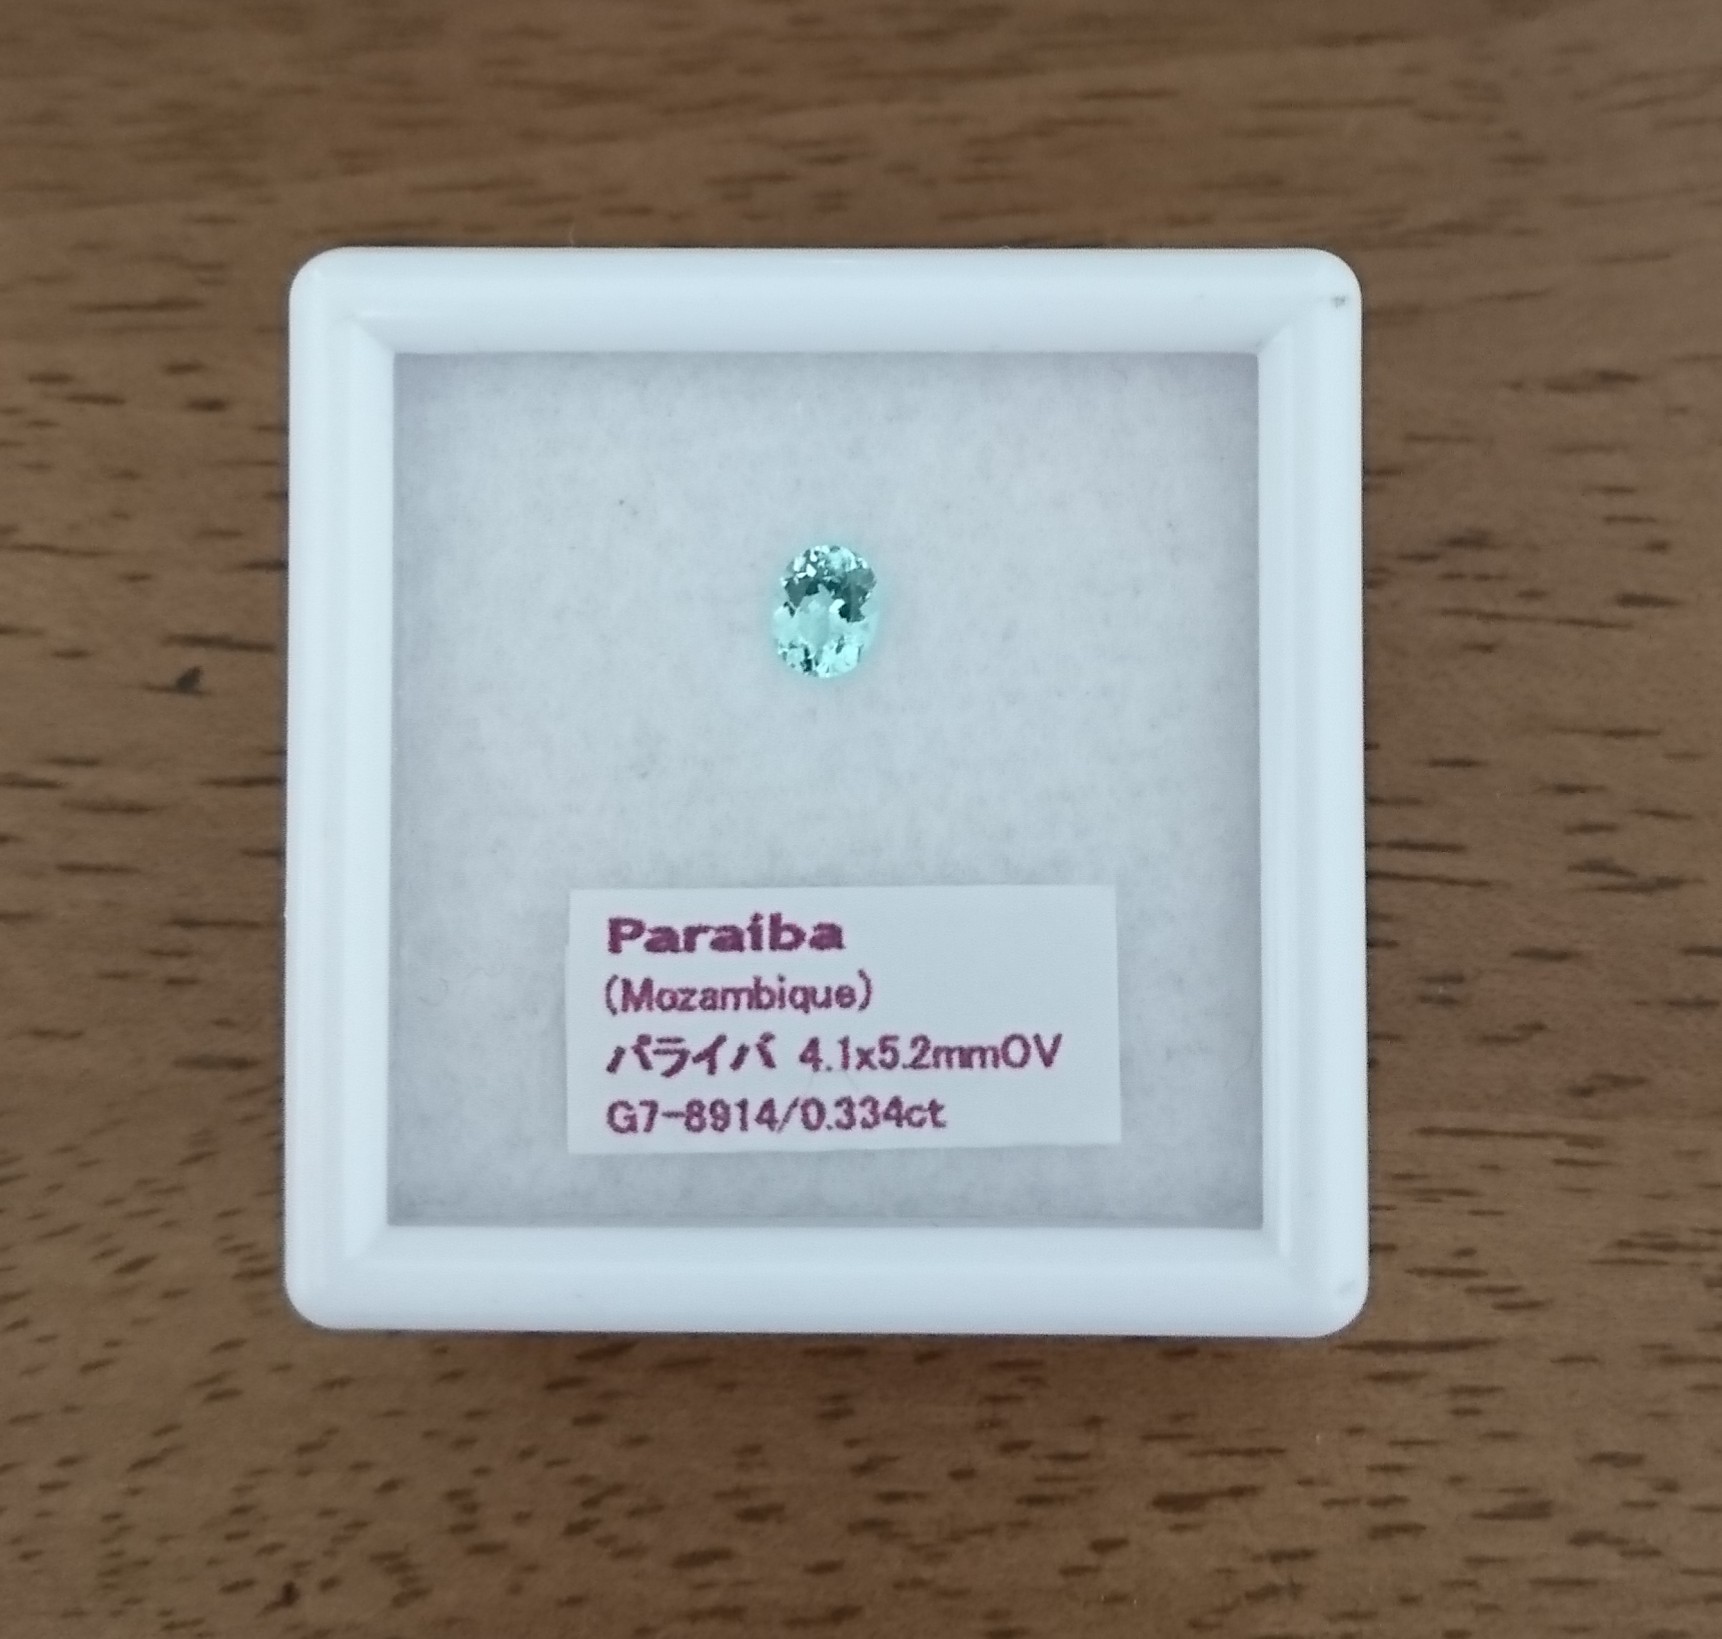 Paraiba
(Mozambique)
パライバ 4.1x5.2mmOV
G7-8914/0.334ct